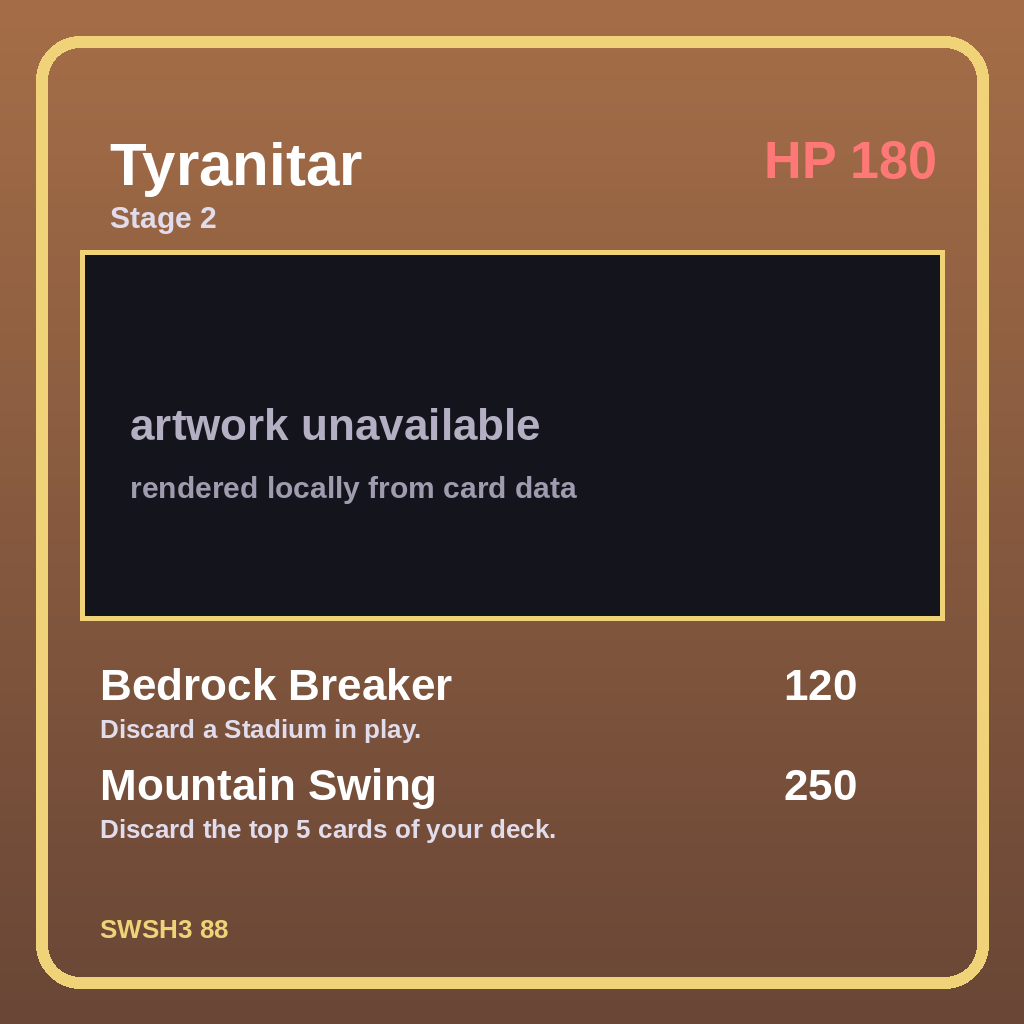 Tyranitar
HP 180
Stage 2
artwork unavailable
rendered locally from card data
Bedrock Breaker 120
Discard a Stadium in play.
Mountain Swing 250
Discard the top 5 cards of your deck.
SWSH3 88